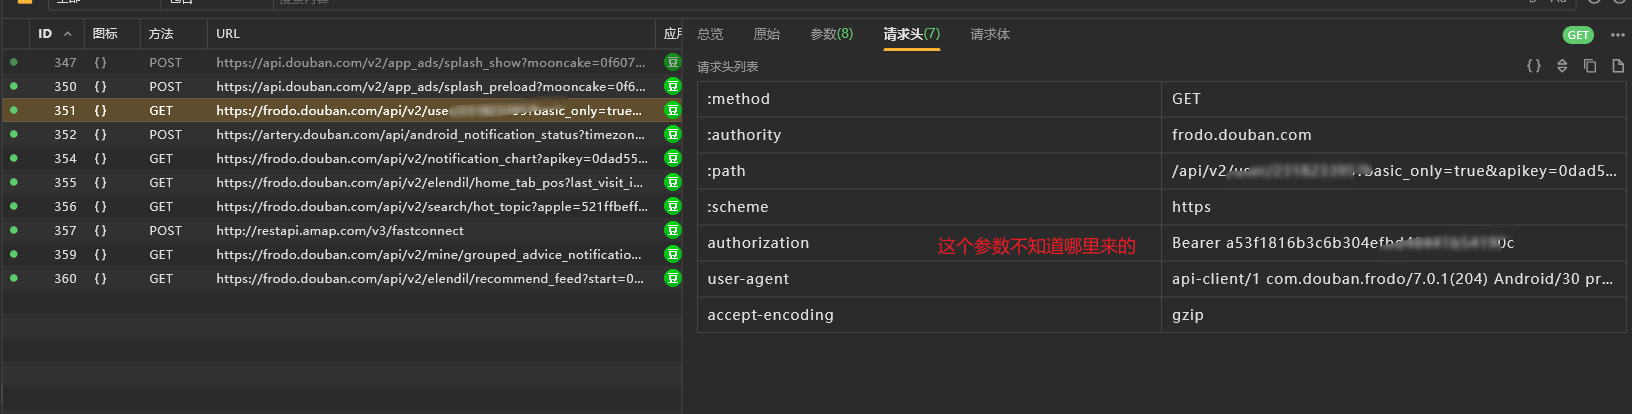 ID 图标 方法 URL 应用
347 {} POST https://api.douban.com/v2/app_ads/splash_show?mooncake=0f607... 豆
350 {} POST https://api.douban.com/v2/app_ads/splash_preload?mooncake=0f6... 豆
351 {} GET https://frodo.douban.com/api/v2/use ?basic_only=true... 豆
352 {} POST https://artery.douban.com/api/android_notification_status?timezon... 豆
354 {} GET https://frodo.douban.com/api/v2/notification_chart?apikey=0dad55... 豆
355 {} GET https://frodo.douban.com/api/v2/elendil/home_tab_pos?last_visit_i... 豆
356 {} GET https://frodo.douban.com/api/v2/search/hot_topic?apple=521ffbeff... 豆
357 {} POST http://restapi.amap.com/v3/fastconnect 豆
359 {} GET https://frodo.douban.com/api/v2/mine/grouped_advice_notificatio... 豆
360 {} GET https://frodo.douban.com/api/v2/elendil/recommend_feed?start=0... 豆
总览 原始 参数(8) 请求头(7) 请求体 GET
请求头列表 {}
:method GET
:authority frodo.douban.com
:path /api/v2/ basic_only=true&apikey=0dad5...
:scheme https
authorization 这个参数不知道哪里来的 Bearer a53f1816b3c6b304ef
user-agent api-client/1 com.douban.frodo/7.0.1(204) Android/30 pr...
accept-encoding gzip